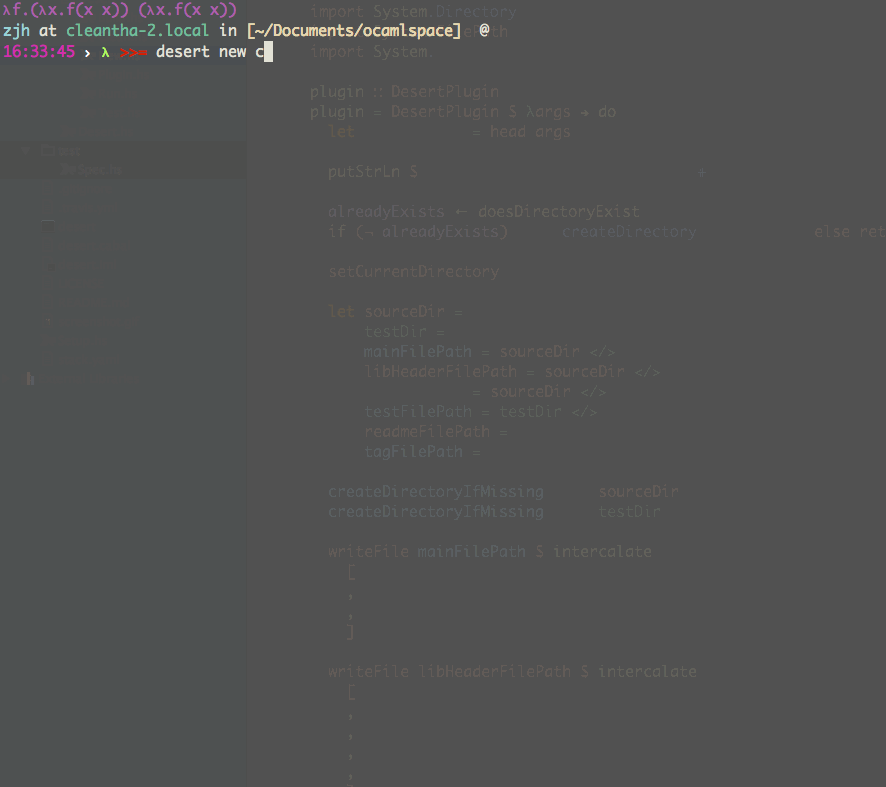 λf.(λx.f(x x)) (λx.f(x x))
import System.Directory
zjh at cleantha-2.local in [~/Documents/ocamlspace] @
16:33:45 › λ >>= desert new c
import System.
plugin :: DesertPlugin
plugin = DesertPlugin $ λargs → do
let = head args
putStrLn $ +
alreadyExists ← doesDirectoryExist
if (¬ alreadyExists) createDirectory else ret
setCurrentDirectory
let sourceDir =
testDir =
mainFilePath = sourceDir </>
libHeaderFilePath = sourceDir </>
= sourceDir </>
testFilePath = testDir </>
readmeFilePath =
tagFilePath =
createDirectoryIfMissing sourceDir
createDirectoryIfMissing testDir
writeFile mainFilePath $ intercalate
[
,
,
]
writeFile libHeaderFilePath $ intercalate
[
,
,
,
,